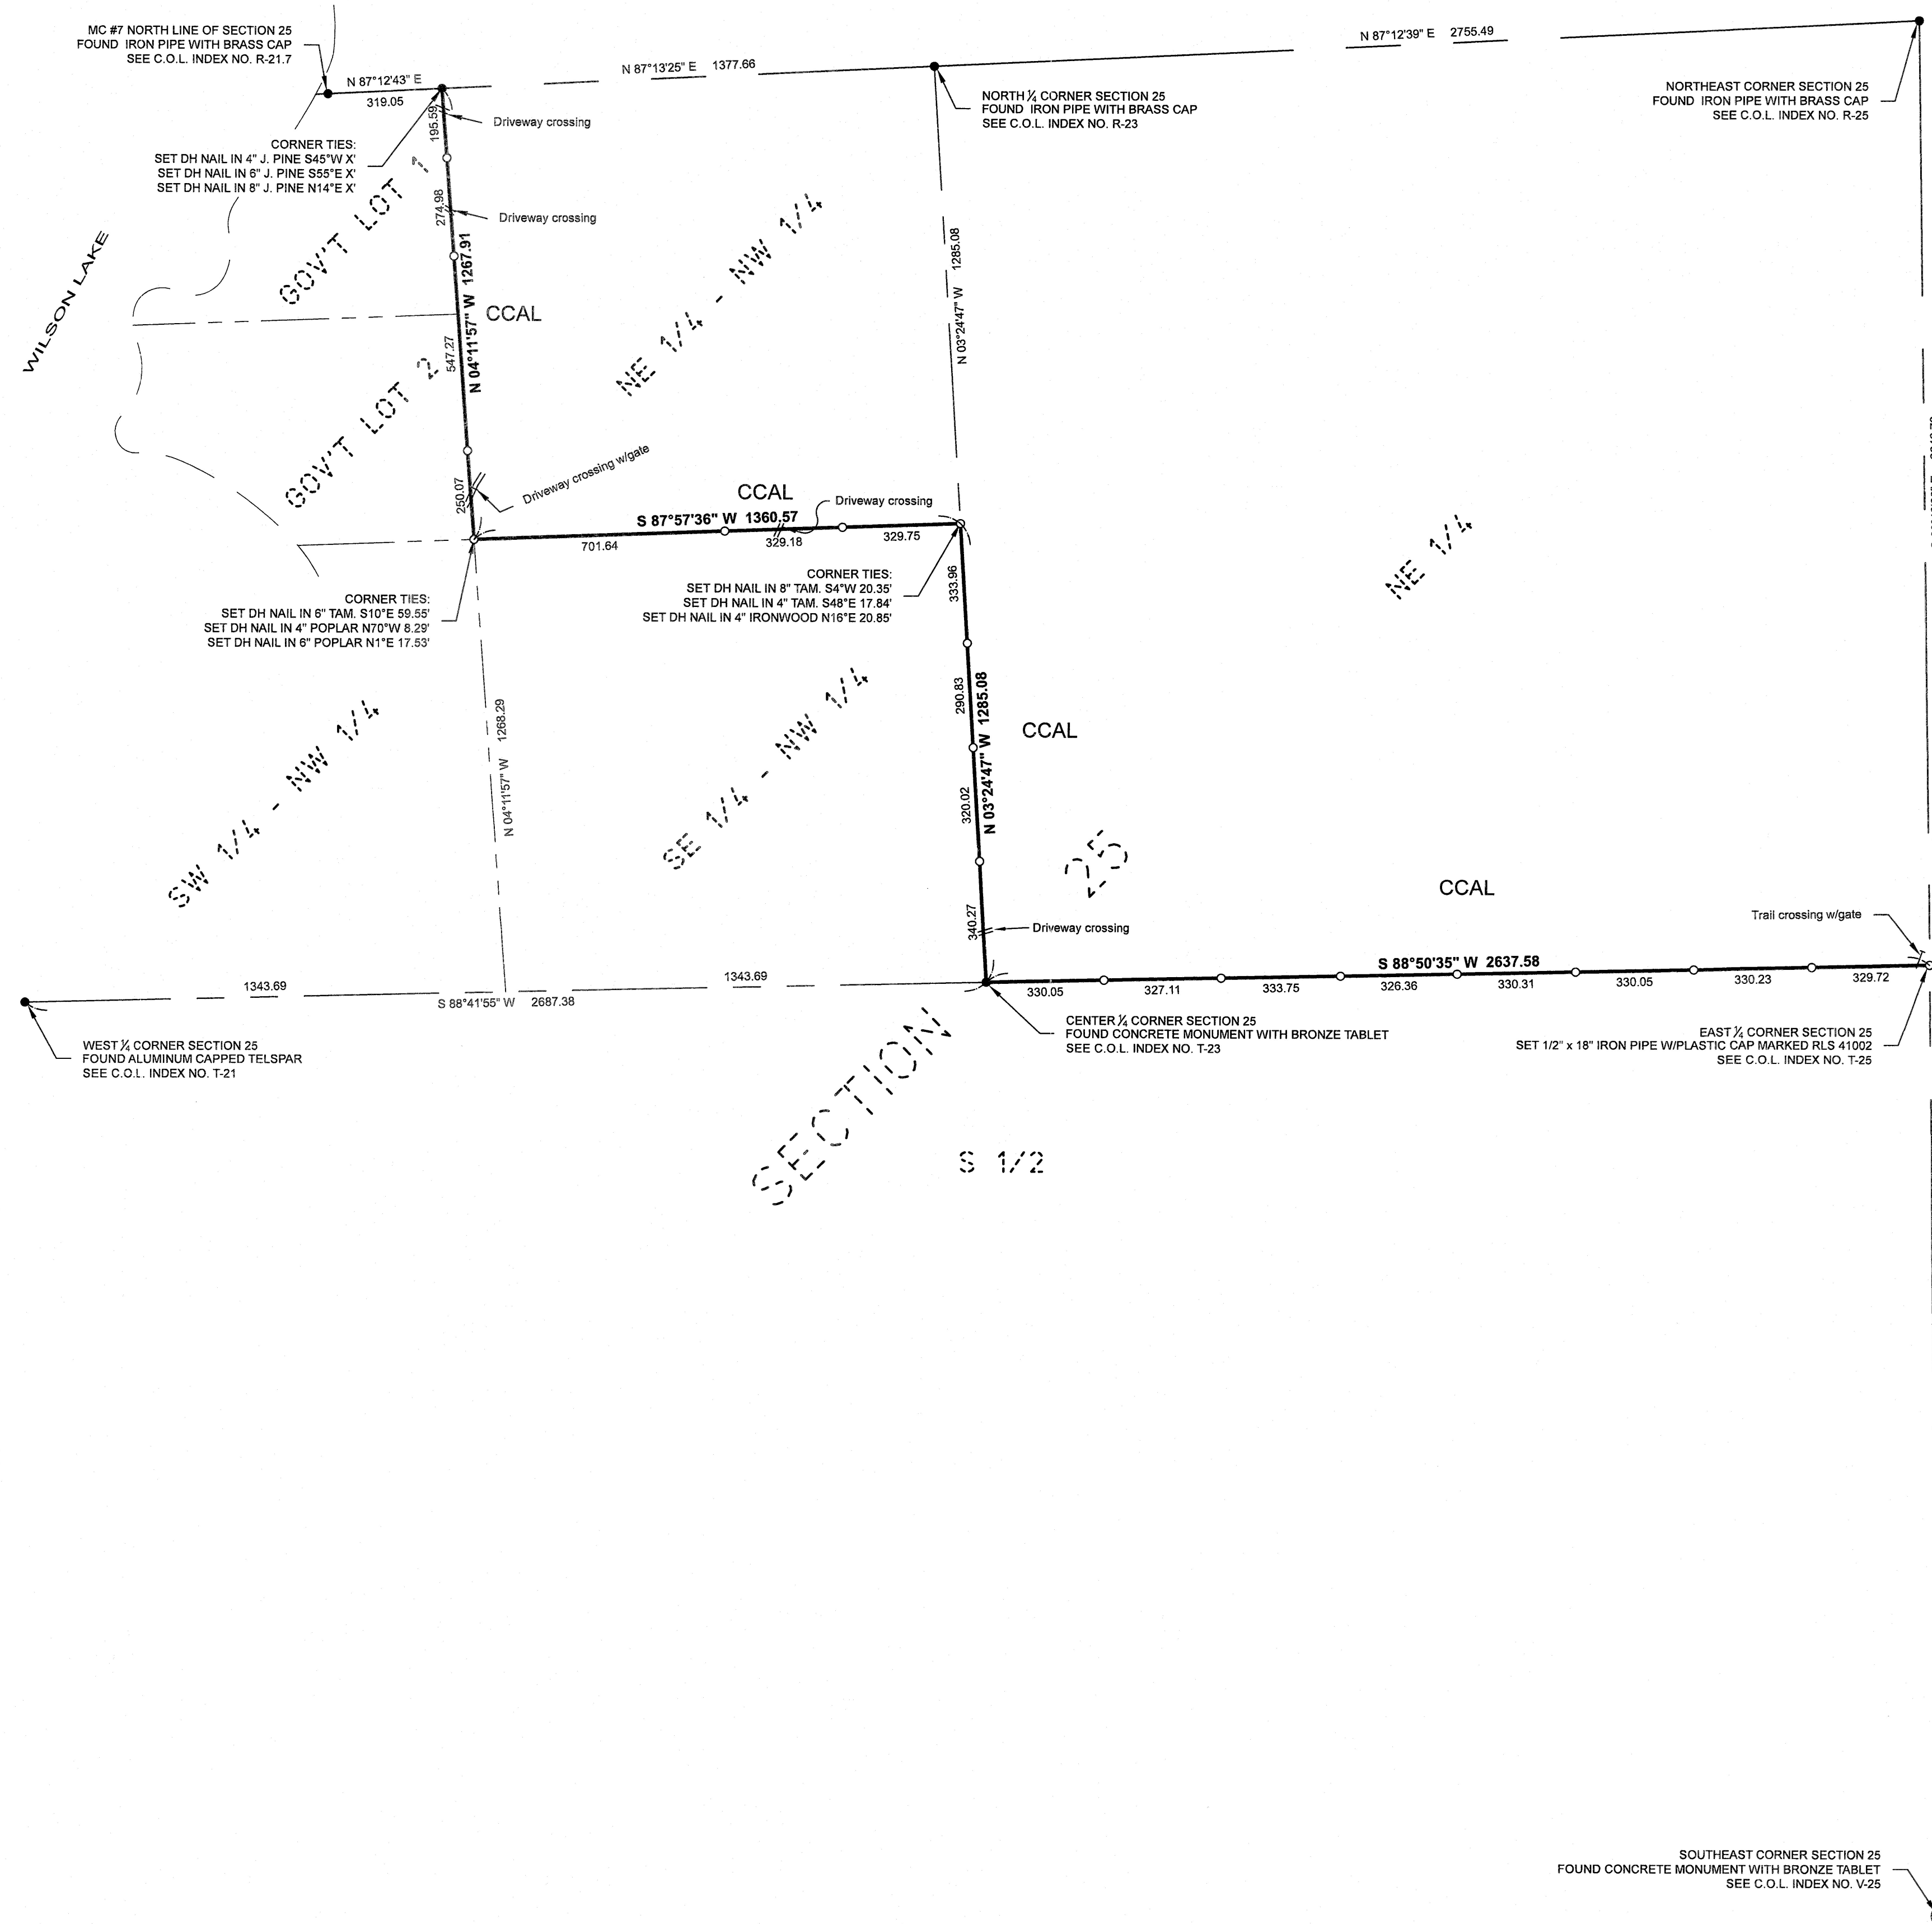 MC #7 NORTH LINE OF SECTION 25
FOUND IRON PIPE WITH BRASS CAP
SEE C.O.L. INDEX NO. R-21.7
N 87°12'43" E
319.05
N 87°13'25" E 1377.66
N 87°12'39" E 2755.49
NORTH 1/4 CORNER SECTION 25
FOUND IRON PIPE WITH BRASS CAP
SEE C.O.L. INDEX NO. R-23
NORTHEAST CORNER SECTION 25
FOUND IRON PIPE WITH BRASS CAP
SEE C.O.L. INDEX NO. R-25
CORNER TIES:
SET DH NAIL IN 4" J. PINE S45°W X'
SET DH NAIL IN 6" J. PINE S55°E X'
SET DH NAIL IN 8" J. PINE N14°E X'
195.59
Driveway crossing
274.98
Driveway crossing
WILSON LAKE
GOV'T LOT 1
N 04°11'57" W 1267.91
CCAL
NE 1/4 - NW 1/4
N 03°24'47" W 1285.08
547.27
GOV'T LOT 2
250.07
Driveway crossing w/gate
CCAL
Driveway crossing
S 87°57'36" W 1360.57
701.64
329.18
329.75
NE 1/4
CORNER TIES:
SET DH NAIL IN 6" TAM. S10°E 59.55'
SET DH NAIL IN 4" POPLAR N70°W 8.29'
SET DH NAIL IN 6" POPLAR N1°E 17.53'
CORNER TIES:
SET DH NAIL IN 8" TAM. S4°W 20.35'
SET DH NAIL IN 4" TAM. S48°E 17.84'
SET DH NAIL IN 4" IRONWOOD N16°E 20.85'
333.96
290.83
N 03°24'47" W 1285.08
CCAL
320.02
340.27
Driveway crossing
N 04°11'57" W 1268.29
SW 1/4 - NW 1/4
SE 1/4 - NW 1/4
25
CCAL
Trail crossing w/gate
S 88°50'35" W 2637.58
330.05
327.11
333.75
326.36
330.31
330.05
330.23
329.72
1343.69
1343.69
S 88°41'55" W 2687.38
WEST 1/4 CORNER SECTION 25
FOUND ALUMINUM CAPPED TELSPAR
SEE C.O.L. INDEX NO. T-21
CENTER 1/4 CORNER SECTION 25
FOUND CONCRETE MONUMENT WITH BRONZE TABLET
SEE C.O.L. INDEX NO. T-23
EAST 1/4 CORNER SECTION 25
SET 1/2" x 18" IRON PIPE W/PLASTIC CAP MARKED RLS 41002
SEE C.O.L. INDEX NO. T-25
SECTION
S 1/2
SOUTHEAST CORNER SECTION 25
FOUND CONCRETE MONUMENT WITH BRONZE TABLET
SEE C.O.L. INDEX NO. V-25